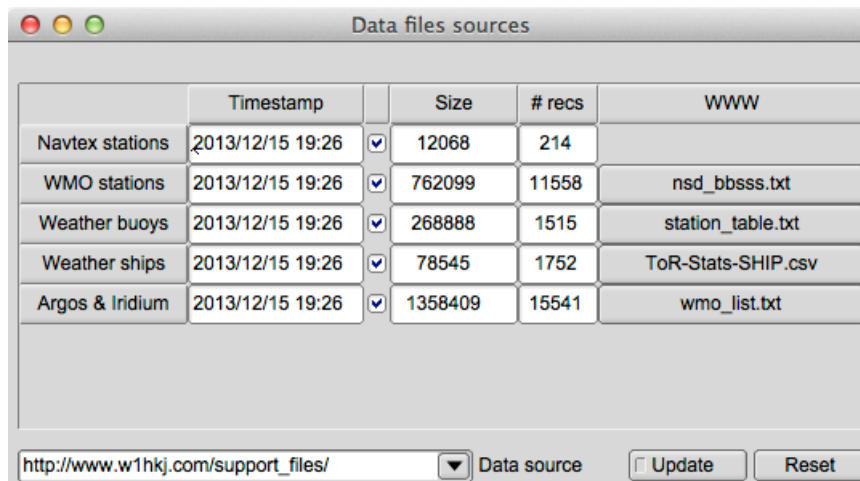 Data files sources
Timestamp Size # recs WWW
Navtex stations 2013/12/15 19:26 12068 214
WMO stations 2013/12/15 19:26 762099 11558 nsd_bbsss.txt
Weather buoys 2013/12/15 19:26 268888 1515 station_table.txt
Weather ships 2013/12/15 19:26 78545 1752 ToR-Stats-SHIP.csv
Argos & Iridium 2013/12/15 19:26 1358409 15541 wmo_list.txt
http://www.w1hkj.com/support_files/ Data source Update Reset